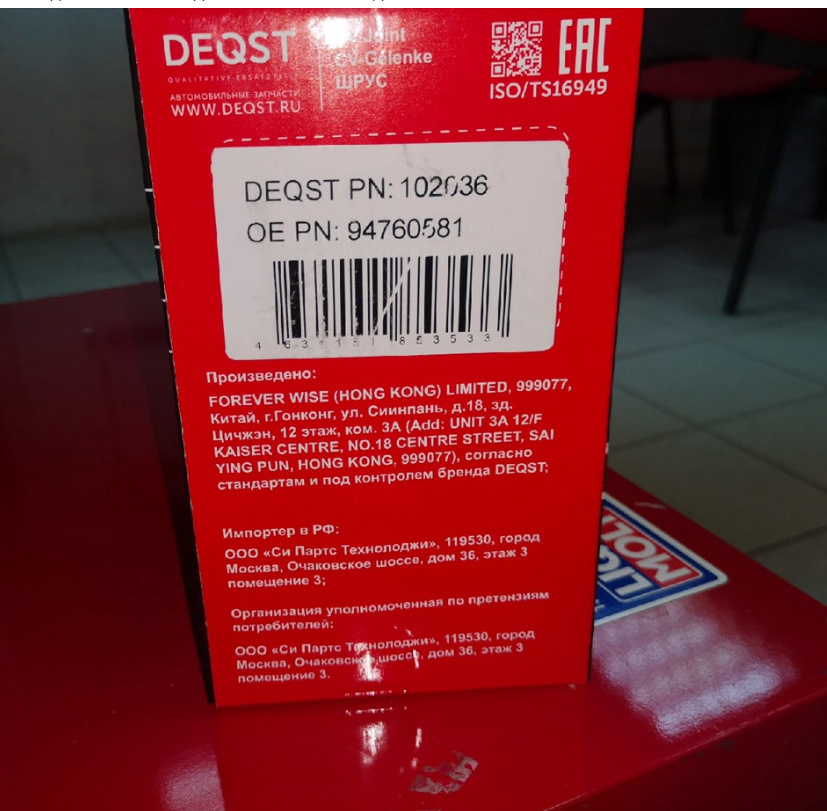 DEQST
QUALITATIVE
АВТОМОБИЛЬНЫЕ ЗАПЧАСТИ
WWW.DEQST.RU
Joint
CV-Gelenke
ШРУС
EAC
ISO/TS16949
DEQST PN: 102036
OE PN: 94760581
Произведено:
FOREVER WISE (HONG KONG) LIMITED, 999077,
Китай, г.Гонконг, ул. Сиинпань, д.18, зд.
Цичжэн, 12 этаж, ком. 3А (Add: UNIT 3A 12/F
KAISER CENTRE, NO.18 CENTRE STREET, SAI
YING PUN, HONG KONG, 999077), согласно
стандартам и под контролем бренда DEQST;
Импортер в РФ:
ООО «Си Партс Технолоджи», 119530, город
Москва, Очаковское шоссе, дом 36, этаж 3
помещение 3;
Организация уполномоченная по претензиям
потребителей:
ООО «Си Партс Технолоджи», 119530, город
Москва, Очаковское шоссе, дом 36, этаж 3
помещение 3.
LIQUI
MOLY